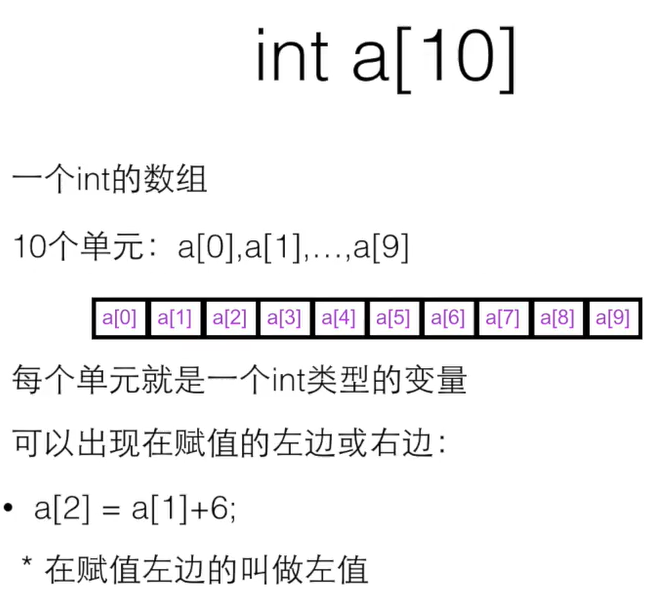 int a[10]
一个int的数组
10个单元：a[0],a[1],…,a[9]
a[0] a[1] a[2] a[3] a[4] a[5] a[6] a[7] a[8] a[9]
每个单元就是一个int类型的变量
可以出现在赋值的左边或右边：
• a[2] = a[1]+6;
* 在赋值左边的叫做左值